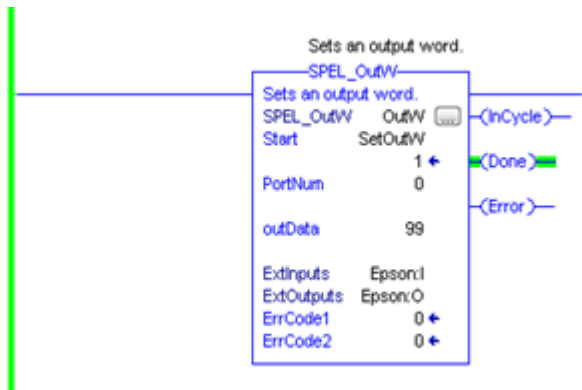 Sets an output word.
SPEL_OutW
Sets an output word.
SPEL_OutW OutW ... (InCycle)
Start SetOutW
1 (Done)
PortNum 0
(Error)
outData 99
ExtInputs Epson:I
ExtOutputs Epson:O
ErrCode1 0
ErrCode2 0